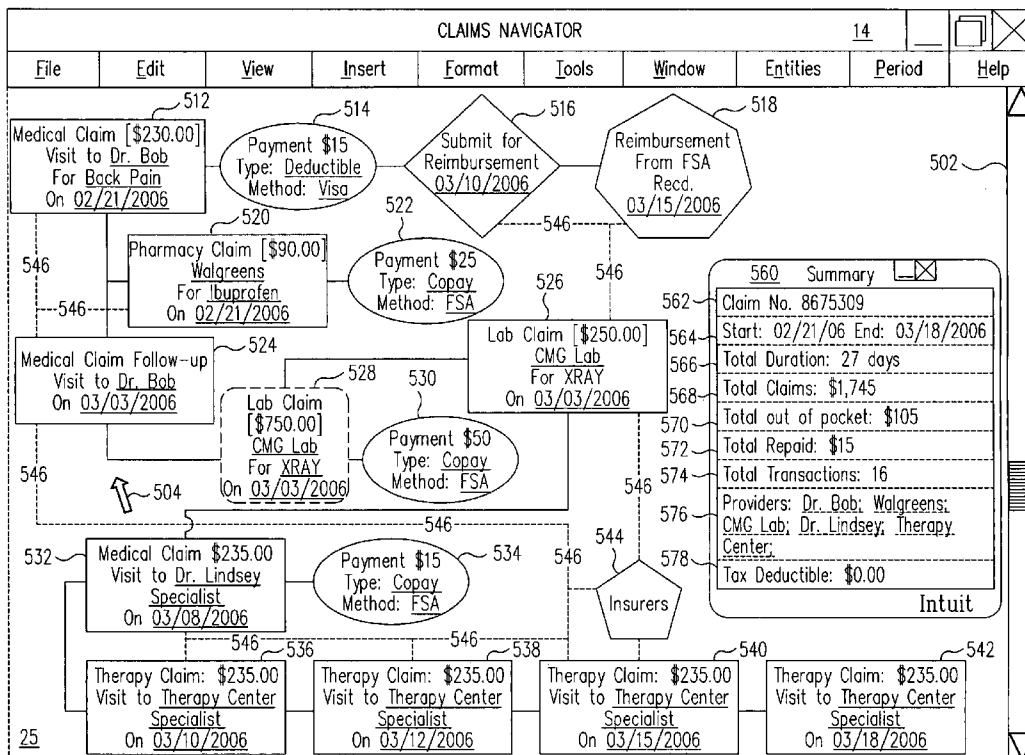 CLAIMS NAVIGATOR 14
File Edit View Insert Format Tools Window Entities Period Help
512
Medical Claim [$230.00]
Visit to Dr. Bob
For Back Pain
On 02/21/2006
514
Payment $15
Type: Deductible
Method: Visa
516
Submit for
Reimbursement
03/10/2006
518
Reimbursement
From FSA
Recd.
03/15/2006
502
546
520
Pharmacy Claim [$90.00]
Walgreens
For Ibuprofen
On 02/21/2006
546
522
Payment $25
Type: Copay
Method: FSA
546
546
526
Lab Claim [$250.00]
CMG Lab
For XRAY
On 03/03/2006
524
Medical Claim Follow-up
Visit to Dr. Bob
On 03/03/2006
528
Lab Claim
[$750.00]
CMG Lab
For XRAY
On 03/03/2006
530
Payment $50
Type: Copay
Method: FSA
546
504
546
546
546
544
Insurers
560 Summary
562 Claim No. 8675309
564 Start: 02/21/06 End: 03/18/2006
566 Total Duration: 27 days
568 Total Claims: $1,745
570 Total out of pocket: $105
572 Total Repaid: $15
574 Total Transactions: 16
576 Providers: Dr. Bob; Walgreens;
CMG Lab; Dr. Lindsey; Therapy
Center;
578 Tax Deductible: $0.00
Intuit
532
Medical Claim $235.00
Visit to Dr. Lindsey
Specialist
On 03/08/2006
534
Payment $15
Type: Copay
Method: FSA
546
546
536
Therapy Claim: $235.00
Visit to Therapy Center
Specialist
On 03/10/2006
538
Therapy Claim: $235.00
Visit to Therapy Center
Specialist
On 03/12/2006
540
Therapy Claim: $235.00
Visit to Therapy Center
Specialist
On 03/15/2006
542
Therapy Claim: $235.00
Visit to Therapy Center
Specialist
On 03/18/2006
25